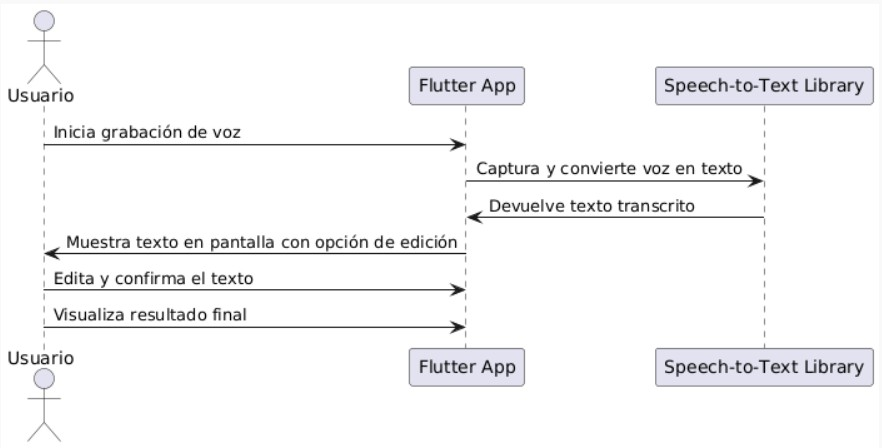 Usuario
Flutter App
Speech-to-Text Library
Inicia grabación de voz
Captura y convierte voz en texto
Devuelve texto transcrito
Muestra texto en pantalla con opción de edición
Edita y confirma el texto
Visualiza resultado final
Usuario
Flutter App
Speech-to-Text Library